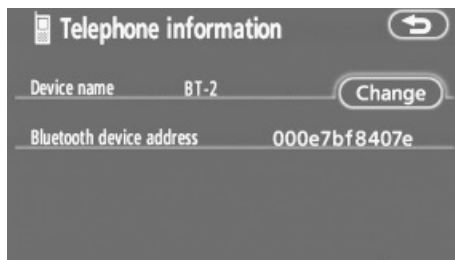 Telephone information
Device name BT-2 Change
Bluetooth device address 000e7bf8407e